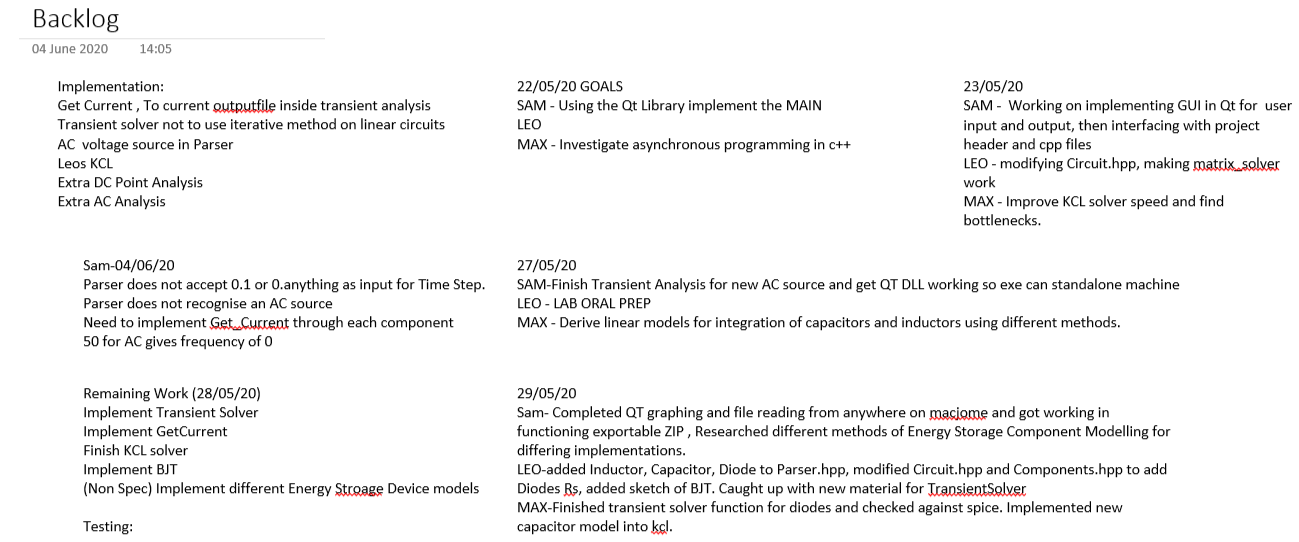 Backlog
04 June 2020 14:05
Implementation:
Get Current , To current outputfile inside transient analysis
Transient solver not to use iterative method on linear circuits
AC voltage source in Parser
Leos KCL
Extra DC Point Analysis
Extra AC Analysis
22/05/20 GOALS
SAM - Using the Qt Library implement the MAIN
LEO
MAX - Investigate asynchronous programming in c++
23/05/20
SAM - Working on implementing GUI in Qt for user
input and output, then interfacing with project
header and cpp files
LEO - modifying Circuit.hpp, making matrix_solver
work
MAX - Improve KCL solver speed and find
bottlenecks.
Sam-04/06/20
Parser does not accept 0.1 or 0.anything as input for Time Step.
Parser does not recognise an AC source
Need to implement Get_Current through each component
50 for AC gives frequency of 0
27/05/20
SAM-Finish Transient Analysis for new AC source and get QT DLL working so exe can standalone machine
LEO - LAB ORAL PREP
MAX - Derive linear models for integration of capacitors and inductors using different methods.
Remaining Work (28/05/20)
Implement Transient Solver
Implement GetCurrent
Finish KCL solver
Implement BJT
(Non Spec) Implement different Energy Stroage Device models
Testing:
29/05/20
Sam- Completed QT graphing and file reading from anywhere on macjome and got working in
functioning exportable ZIP , Researched different methods of Energy Storage Component Modelling for
differing implementations.
LEO-added Inductor, Capacitor, Diode to Parser.hpp, modified Circuit.hpp and Components.hpp to add
Diodes Rs, added sketch of BJT. Caught up with new material for TransientSolver
MAX-Finished transient solver function for diodes and checked against spice. Implemented new
capacitor model into kcl.